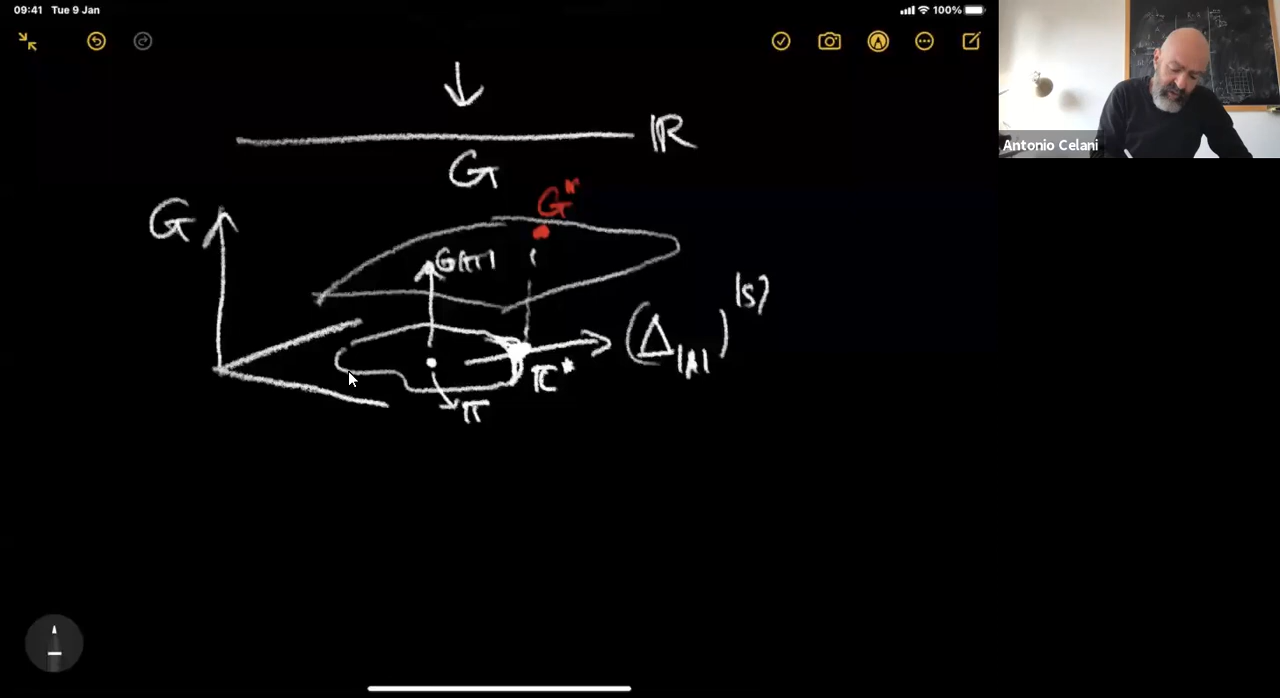 09:41 Tue 9 Jan
100%
Antonio Celani
ℝ
G
G*
G
G(π)
(Δ|A|)|S|
π*
π